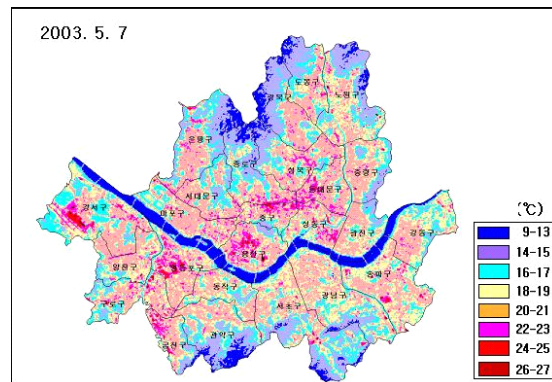 2003. 5. 7
도봉구
노원구
강북구
은평구
종로구
성북구
중랑구
동대문구
서대문구
강서구
마포구
중구
성동구
광진구
강동구
용산구
양천구
영등포구
송파구
동작구
강남구
구로구
서초구
관악구
금천구
(℃)
9-13
14-15
16-17
18-19
20-21
22-23
24-25
26-27